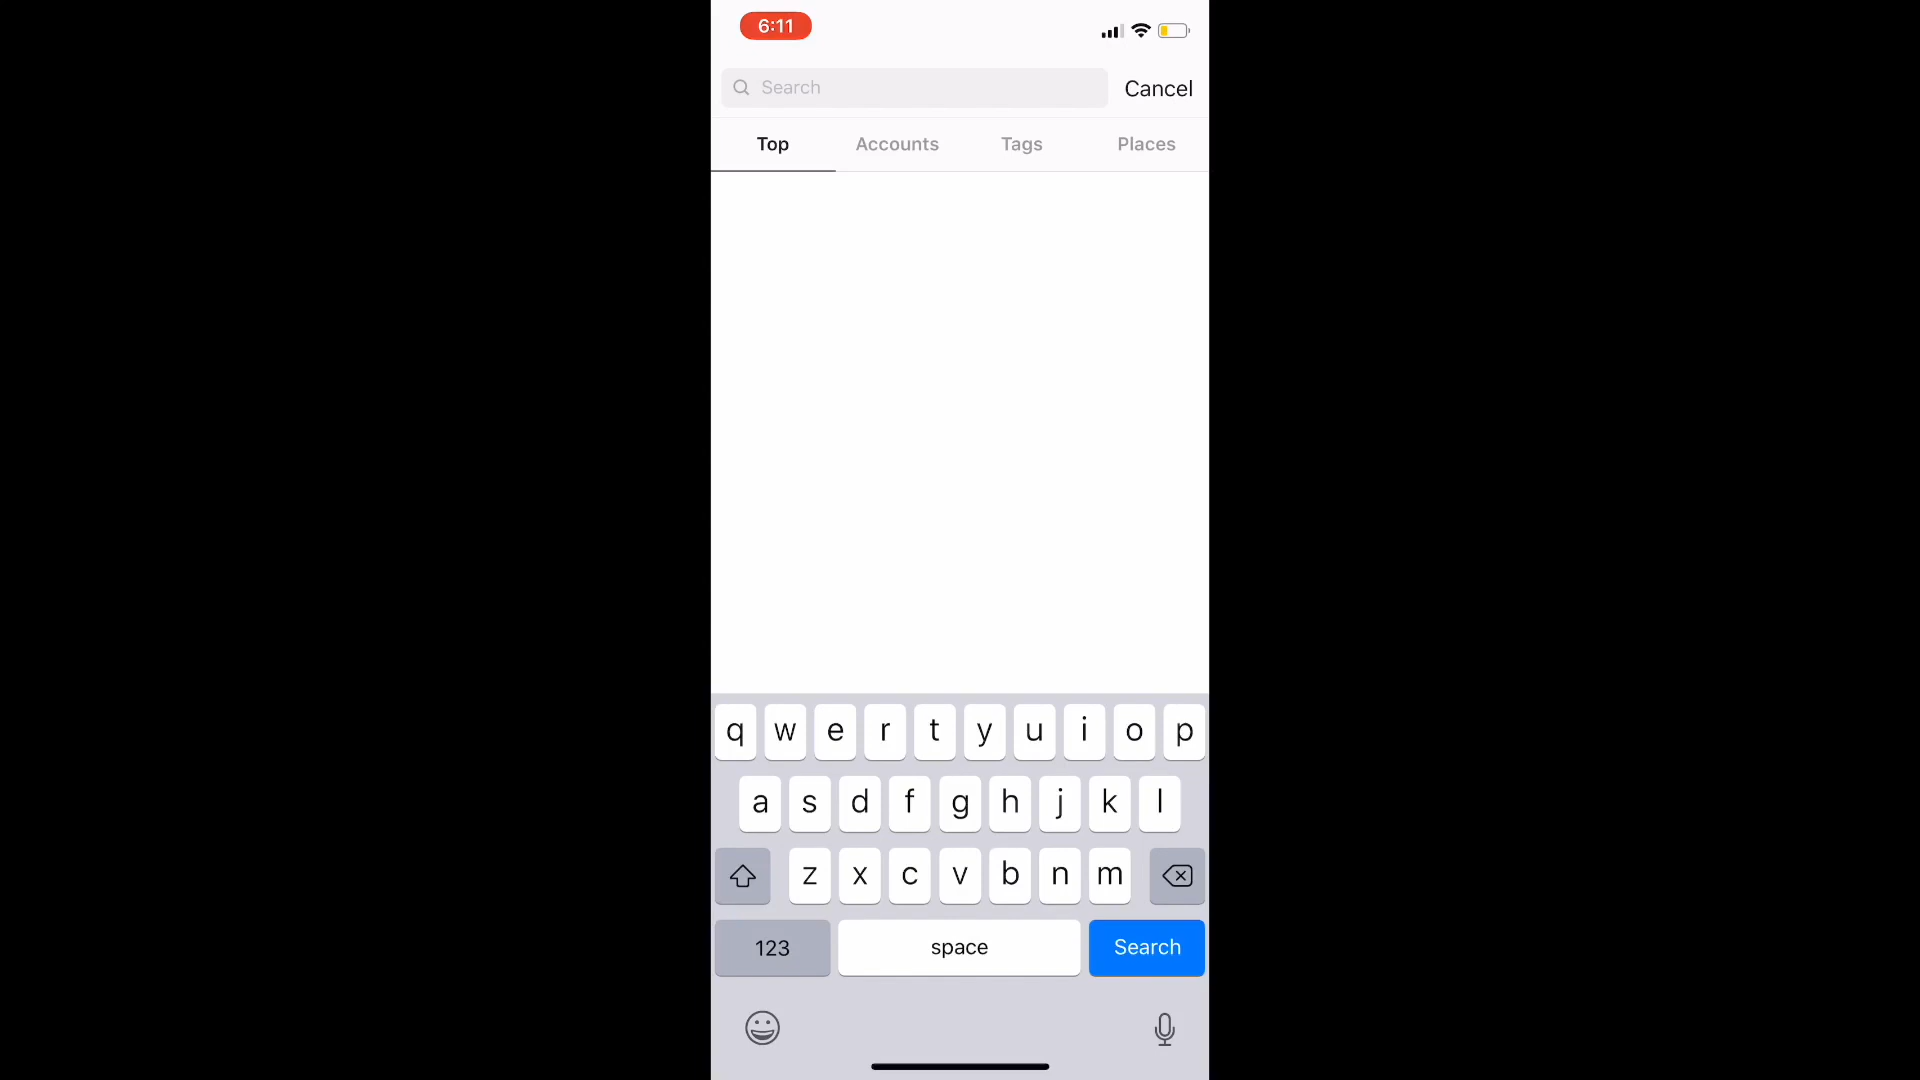 6:11
Search
Cancel
Top
Accounts
Tags
Places
q w e r t y u i o p
a s d f g h j k l
z x c v b n m
123
space
Search